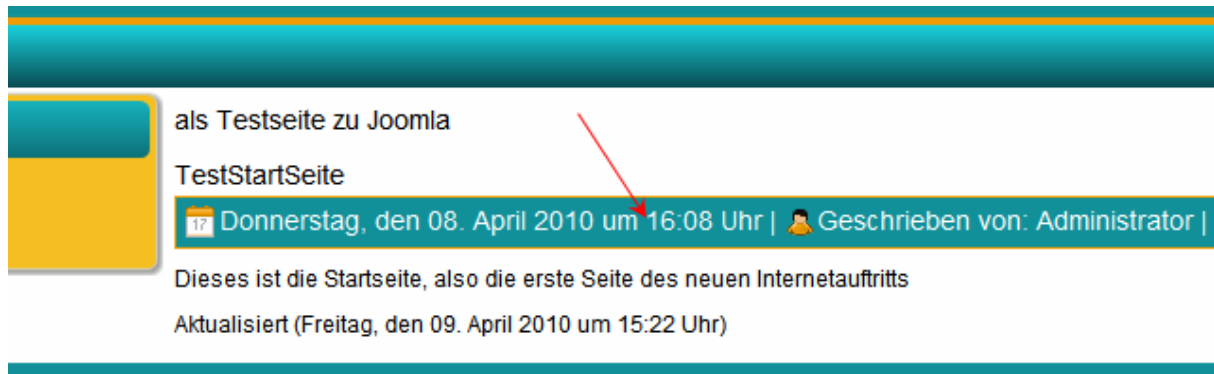 als Testseite zu Joomla
TestStartSeite
17 Donnerstag, den 08. April 2010 um 16:08 Uhr | Geschrieben von: Administrator |
Dieses ist die Startseite, also die erste Seite des neuen Internetauftritts
Aktualisiert (Freitag, den 09. April 2010 um 15:22 Uhr)